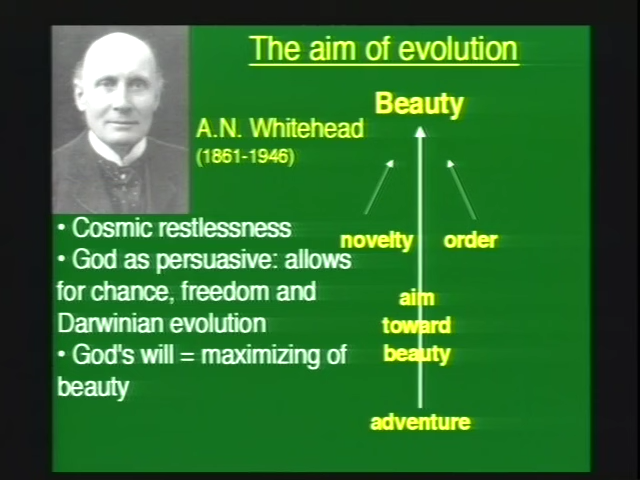 The aim of evolution
Beauty
A.N. Whitehead
(1861-1946)
• Cosmic restlessness
• God as persuasive: allows
for chance, freedom and
Darwinian evolution
• God's will = maximizing of
beauty
novelty
order
aim
toward
beauty
adventure